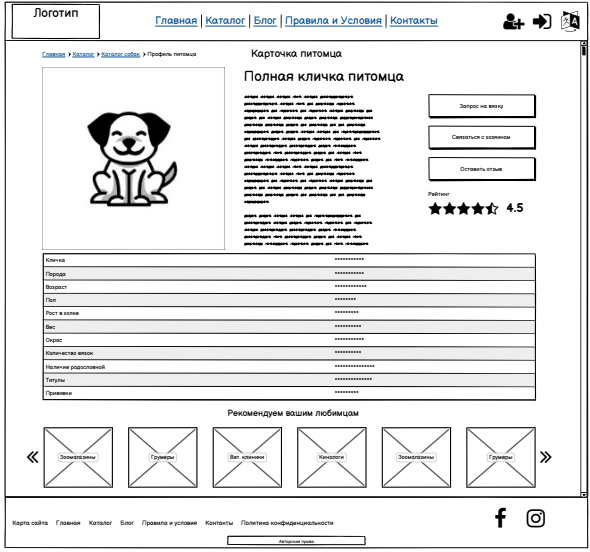 Логотип
Главная | Каталог | Блог | Правила и Условия | Контакты
Главная > Каталог > Каталог собак > Профиль питомца
Карточка питомца
Полная кличка питомца
Запрос на вязку
Связаться с хозяином
Оставить отзыв
Рейтинг
4.5
Кличка ***********
Порода ***********
Возраст ************
Пол ********
Рост в холке *********
Вес **********
Окрас **********
Количество вязок **********
Наличие родословной ***************
Титулы **************
Прививки *********
Рекомендуем вашим любимцам
Зоомагазины Грумеры Вет. клиники Кинологи Зоомагазины Грумеры
Карта сайта Главная Каталог Блог Правила и условия Контакты Политика конфиденциальности
Авторские права